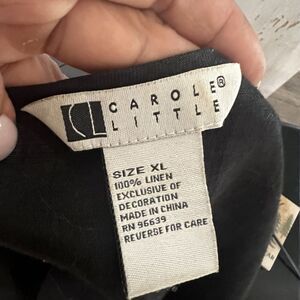 CL CAROLE®
LITTLE
SIZE XL
100% LINEN
EXCLUSIVE OF
DECORATION
MADE IN CHINA
RN 96639
REVERSE FOR CARE